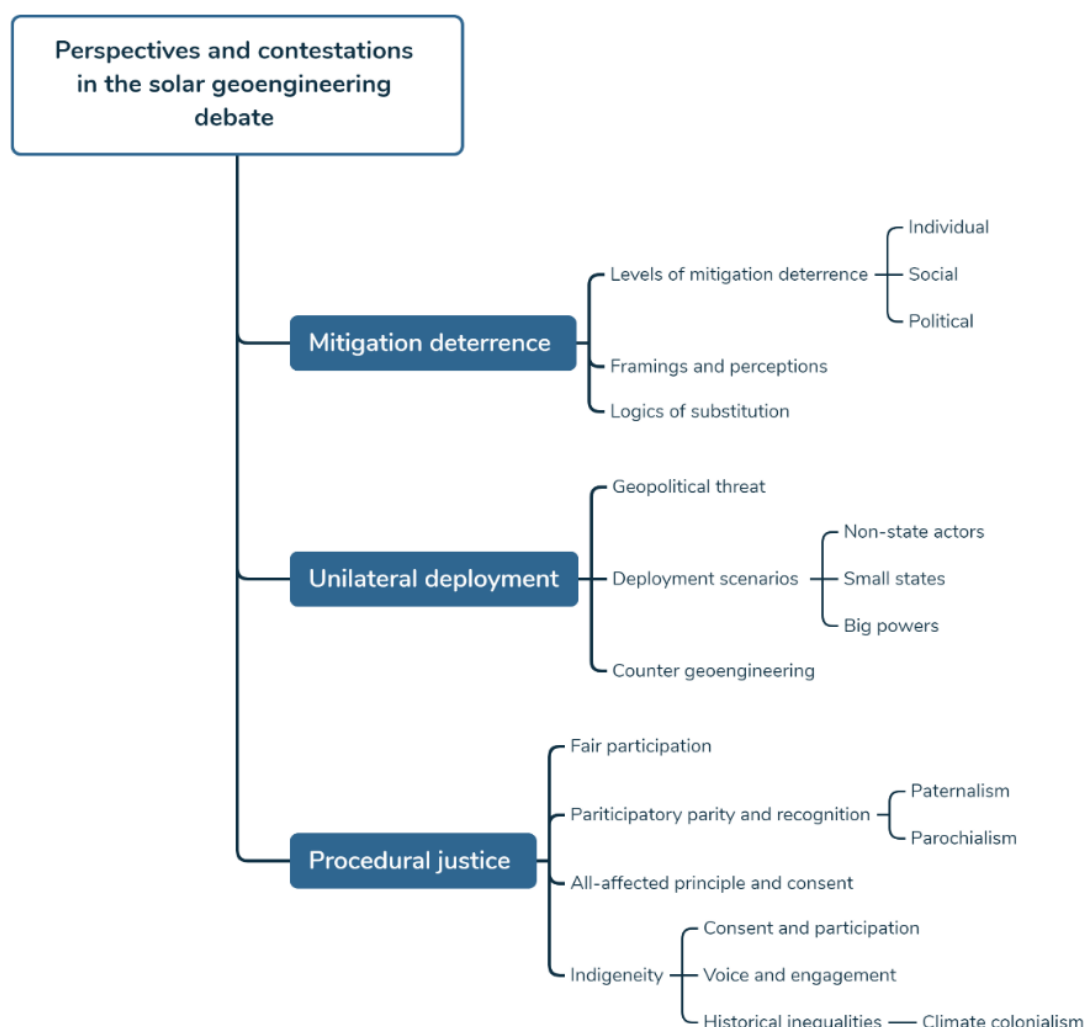 Perspectives and contestations
in the solar geoengineering
debate
Mitigation deterrence
Levels of mitigation deterrence
Individual
Social
Political
Framings and perceptions
Logics of substitution
Unilateral deployment
Geopolitical threat
Deployment scenarios
Non-state actors
Small states
Big powers
Counter geoengineering
Procedural justice
Fair participation
Pariticipatory parity and recognition
Paternalism
Parochialism
All-affected principle and consent
Indigeneity
Consent and participation
Voice and engagement
Historical inequalities
Climate colonialism